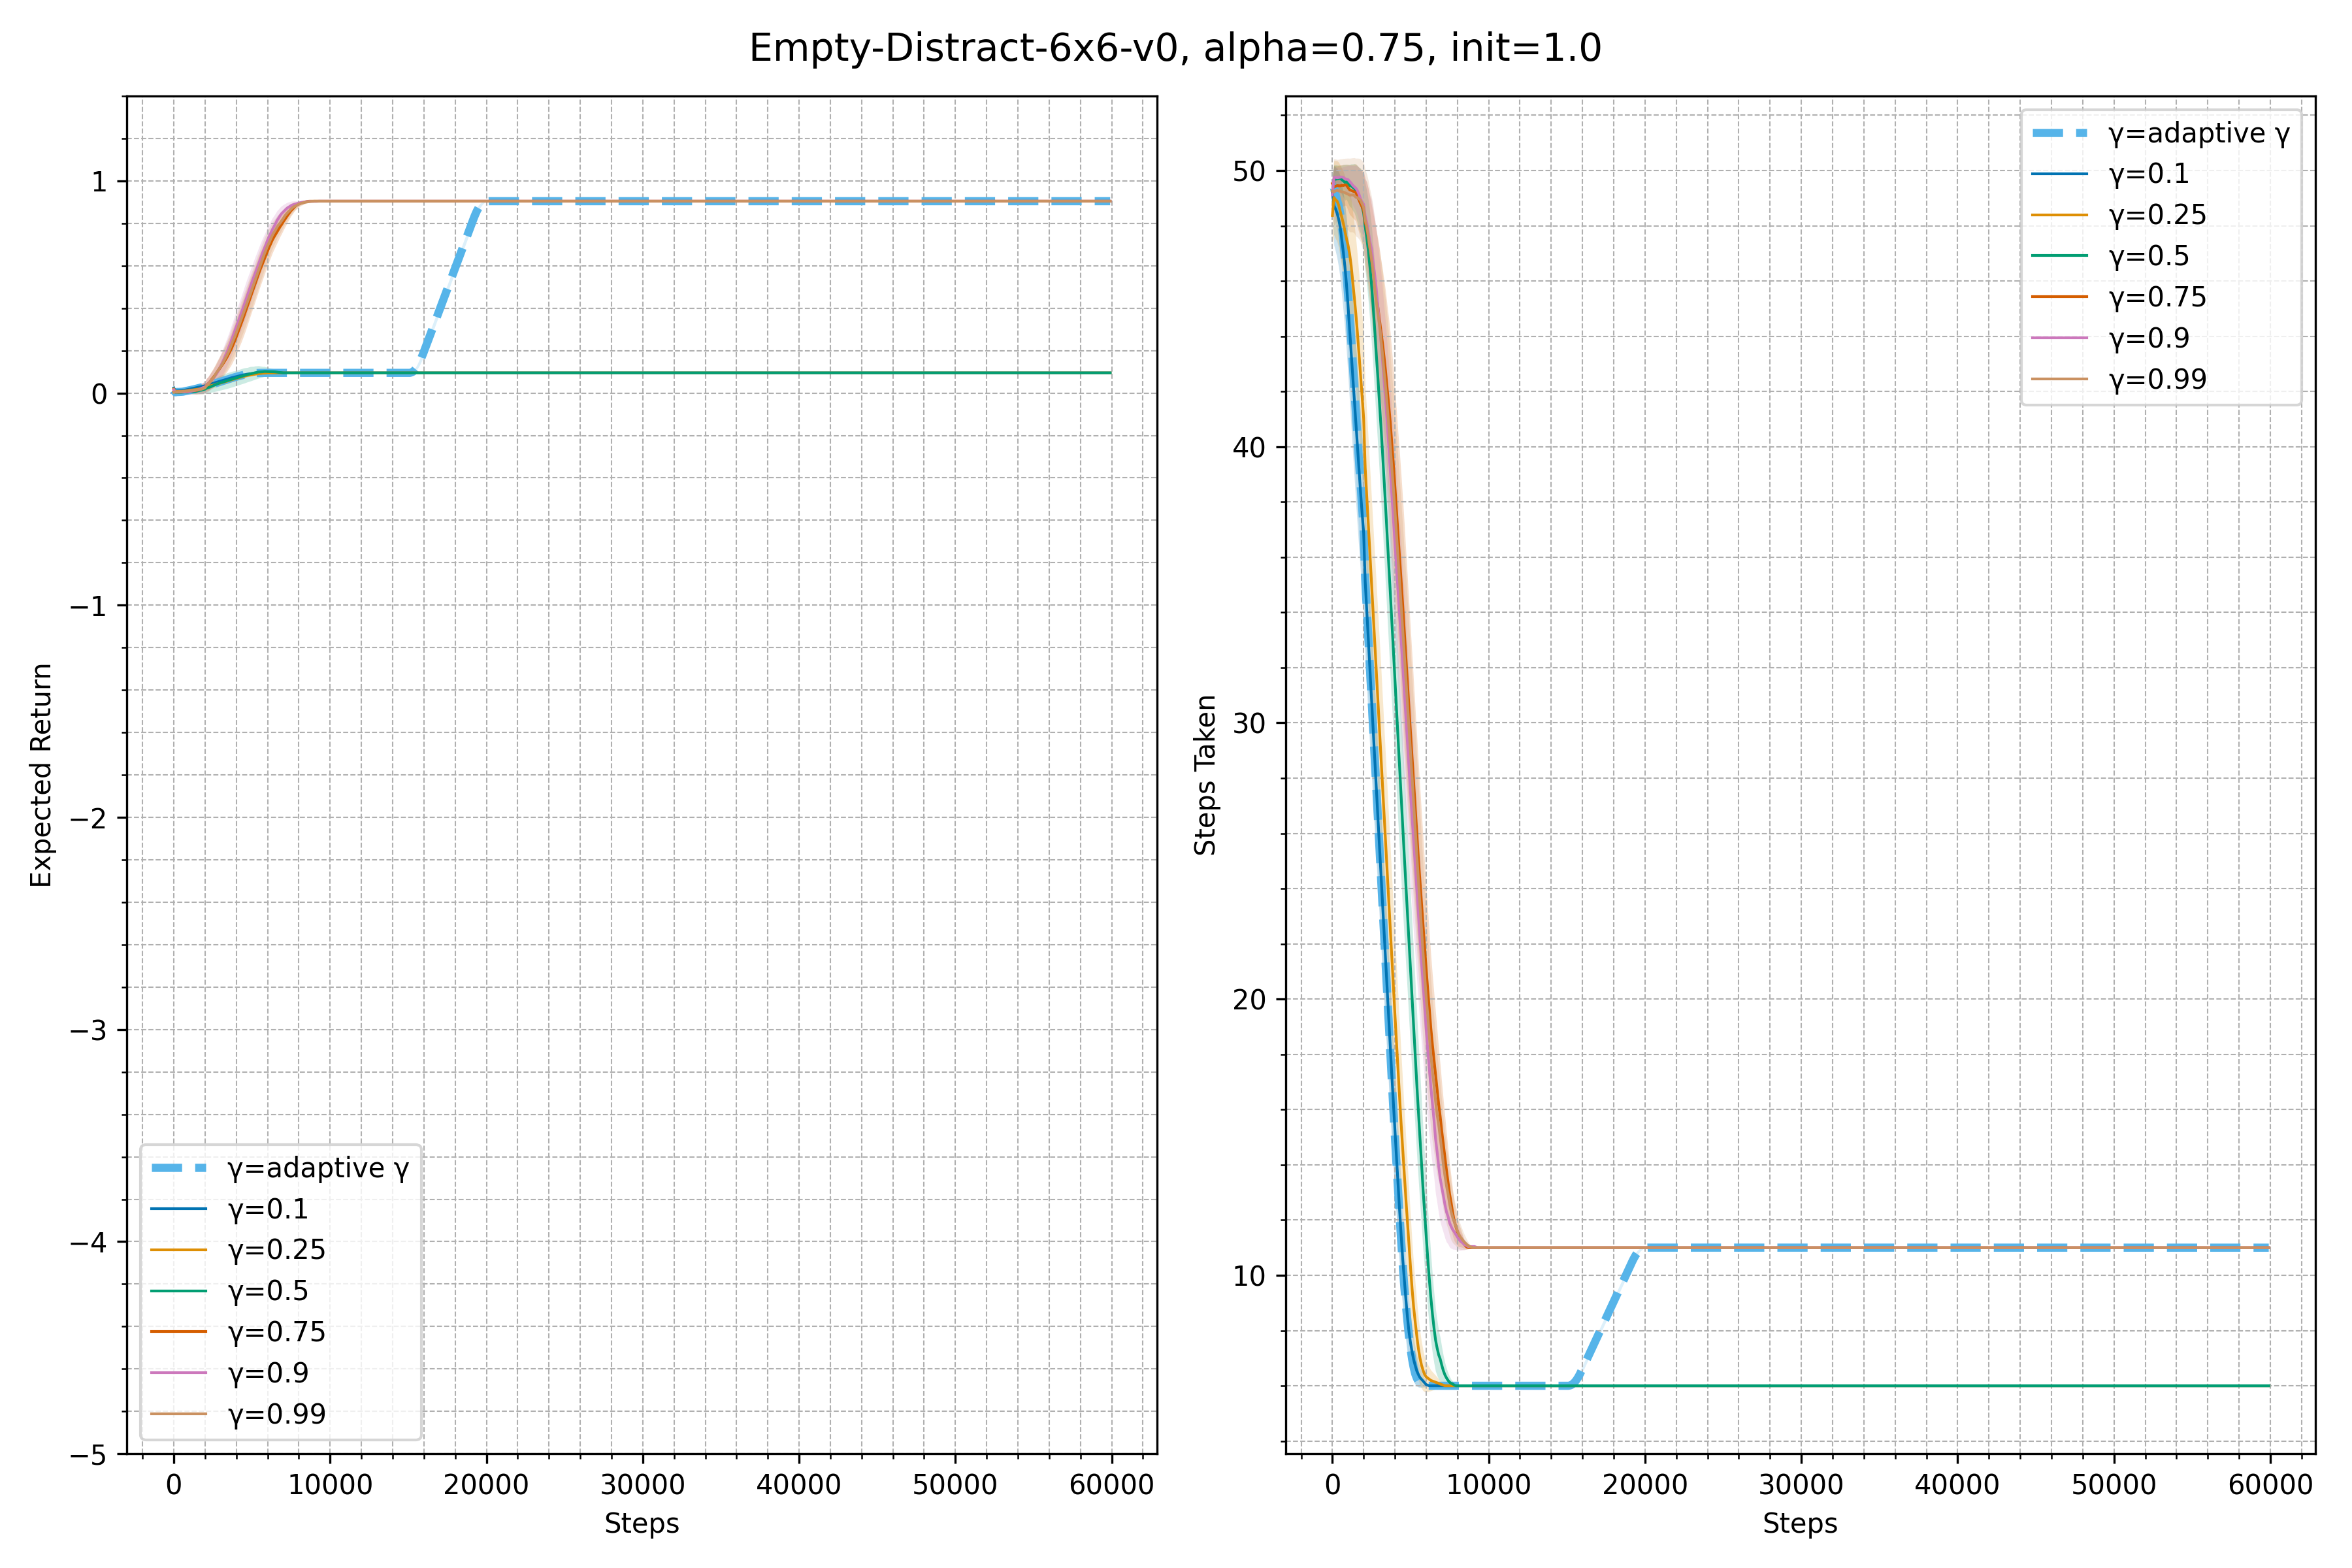 Empty-Distract-6x6-v0, alpha=0.75, init=1.0
Expected Return
1
0
−1
−2
−3
−4
−5
γ=adaptive γ
γ=0.1
γ=0.25
γ=0.5
γ=0.75
γ=0.9
γ=0.99
0 10000 20000 30000 40000 50000 60000
Steps
Steps Taken
50
40
30
20
10
γ=adaptive γ
γ=0.1
γ=0.25
γ=0.5
γ=0.75
γ=0.9
γ=0.99
0 10000 20000 30000 40000 50000 60000
Steps